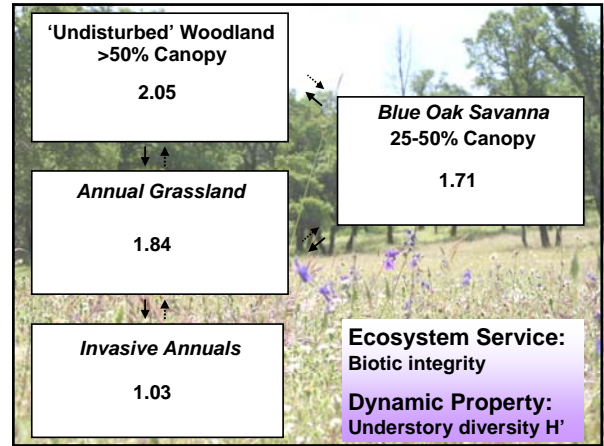 ‘Undisturbed’ Woodland
>50% Canopy
2.05
Blue Oak Savanna
25-50% Canopy
1.71
Annual Grassland
1.84
Invasive Annuals
1.03
Ecosystem Service:
Biotic integrity
Dynamic Property:
Understory diversity H’